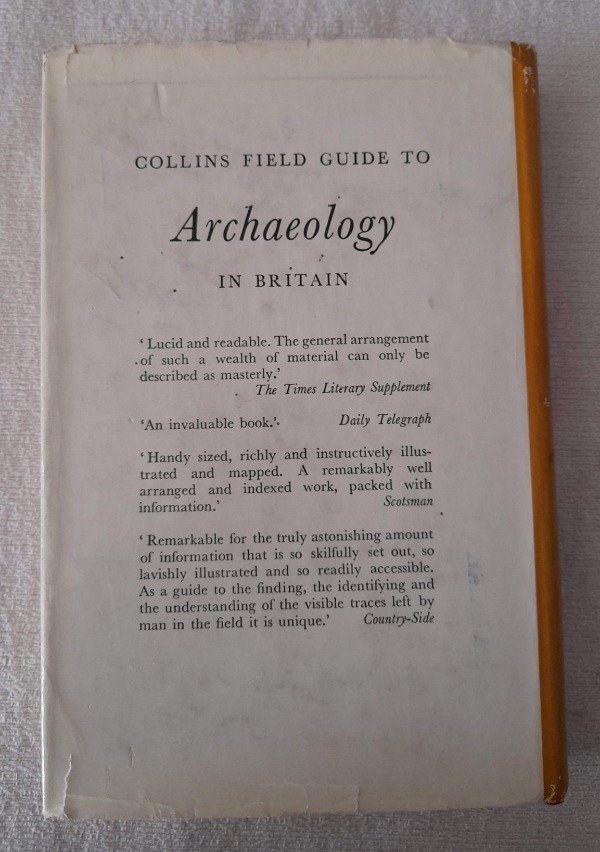 COLLINS FIELD GUIDE TO
Archaeology
IN BRITAIN
‘ Lucid and readable. The general arrangement
of such a wealth of material can only be
described as masterly.’
The Times Literary Supplement
‘An invaluable book.’ Daily Telegraph
‘ Handy sized, richly and instructively illus-
trated and mapped. A remarkably well
arranged and indexed work, packed with
information.’ Scotsman
‘ Remarkable for the truly astonishing amount
of information that is so skilfully set out, so
lavishly illustrated and so readily accessible.
As a guide to the finding, the identifying and
the understanding of the visible traces left by
man in the field it is unique.’ Country-Side